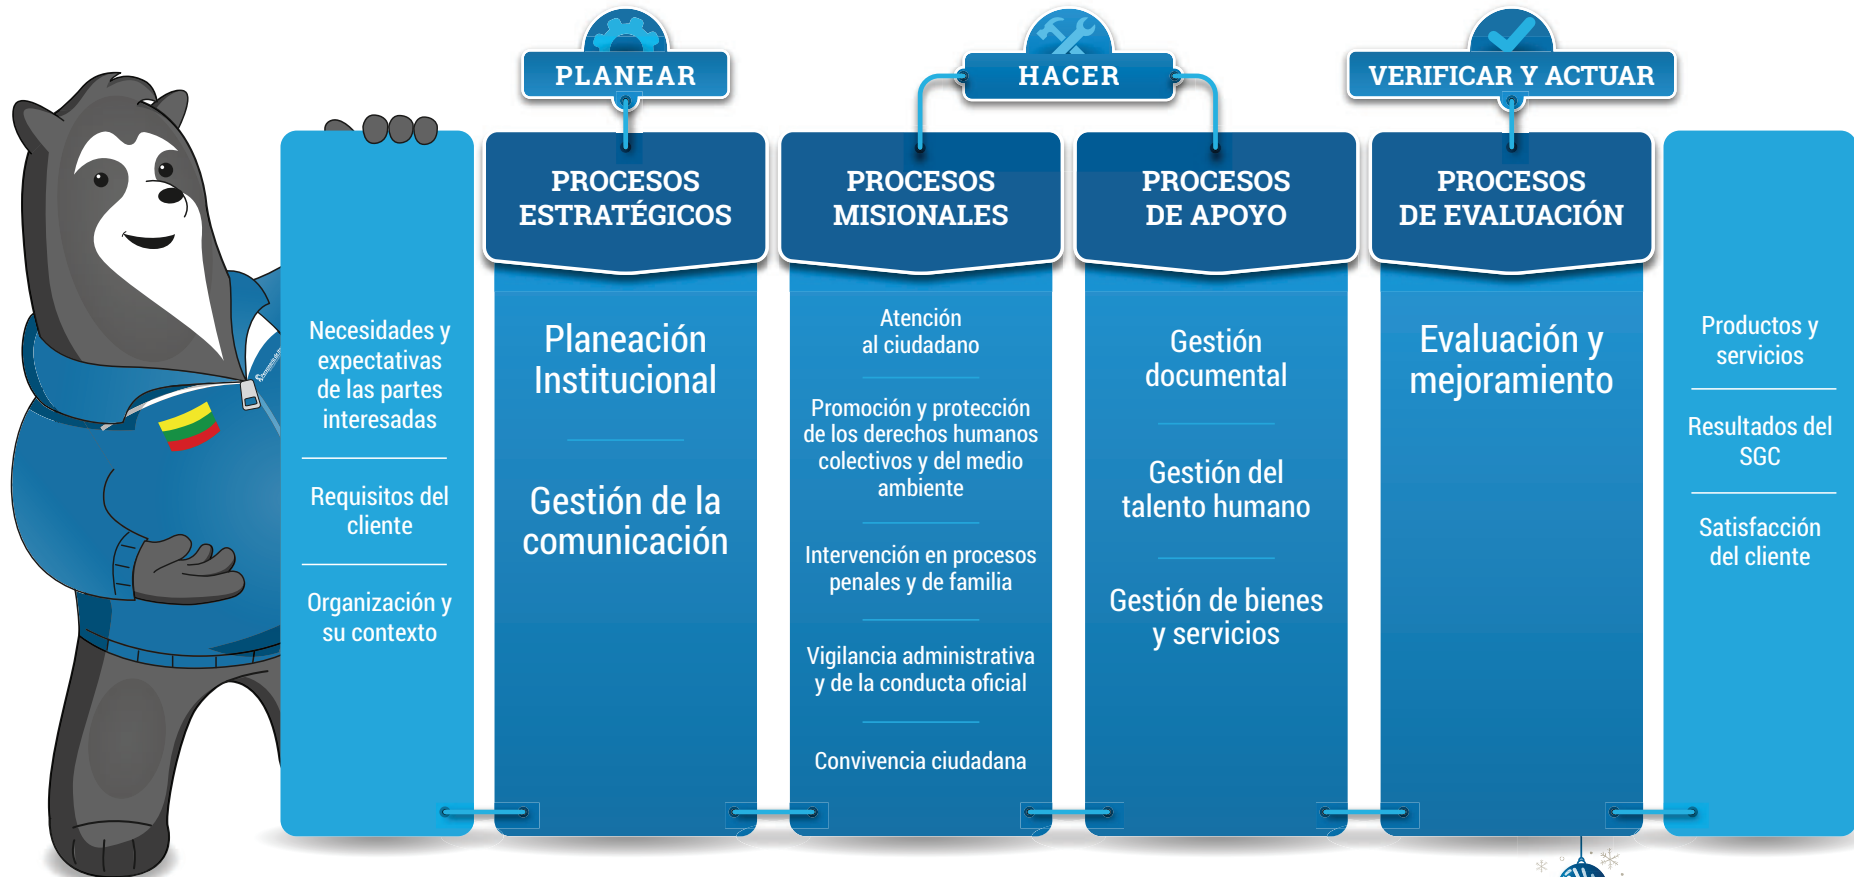 PLANEAR
HACER
VERIFICAR Y ACTUAR
Necesidades y
expectativas
de las partes
interesadas
Requisitos del
cliente
Organización y
su contexto
PROCESOS
ESTRATÉGICOS
Planeación
Institucional
Gestión de la
comunicación
PROCESOS
MISIONALES
Atención
al ciudadano
Promoción y protección
de los derechos humanos
colectivos y del medio
ambiente
Intervención en procesos
penales y de familia
Vigilancia administrativa
y de la conducta oficial
Convivencia ciudadana
PROCESOS
DE APOYO
Gestión
documental
Gestión del
talento humano
Gestión de bienes
y servicios
PROCESOS
DE EVALUACIÓN
Evaluación y
mejoramiento
Productos y
servicios
Resultados del
SGC
Satisfacción
del cliente